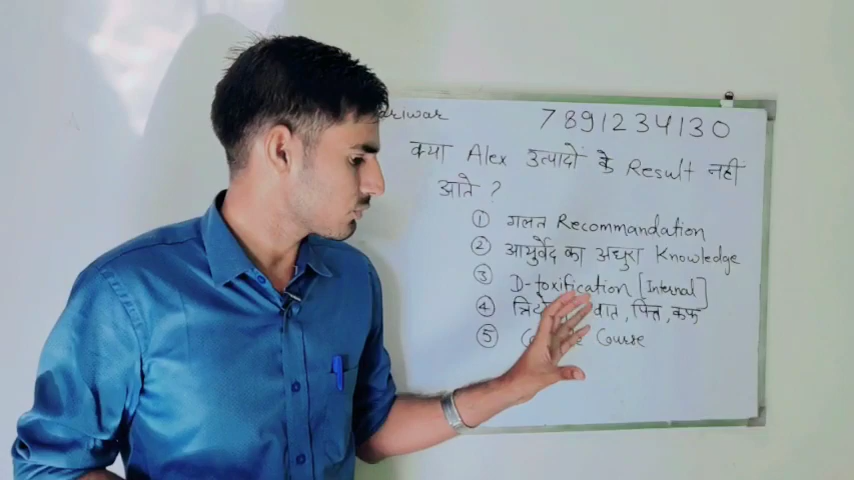 7891234130
क्या Alex उत्पादों के Result नहीं
आते ?
① गलत Recommandation
② आयुर्वेद का अधुरा Knowledge
③ D-toxification [Internal]
④ वात, पित्त, कफ
⑤ Course